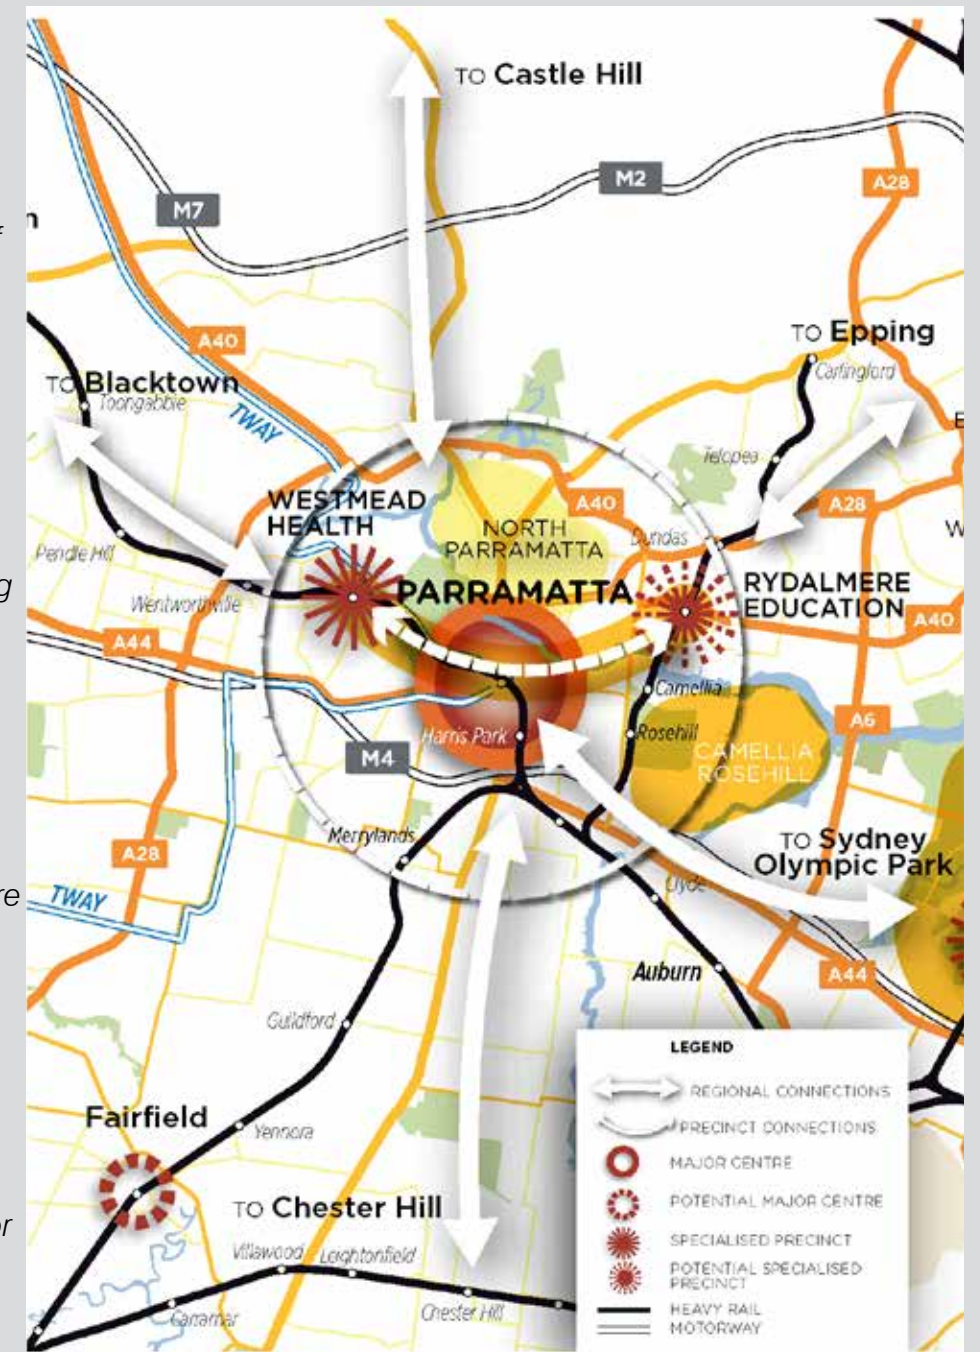 TO Castle Hill
M2
A28
M7
n
TO Epping
A40
Carlingford
TO Blacktown
Toongabbie
TWAY
Telopea
WESTMEAD
HEALTH
A40
A28
NORTH
PARRAMATTA
Dundas
Pendle Hill
W
PARRAMATTA
RYDALMERE
EDUCATION
g
Wentworthville
A40
A44
Camellia
Harris Park
Rosehill
A6
M4
CAMELLIA
ROSEHILL
Merrylands
TO Sydney
Olympic Park
A28
Clyde
re
TWAY
Auburn
A44
Guildford
LEGEND
REGIONAL CONNECTIONS
Fairfield
Yennora
PRECINCT CONNECTIONS
MAJOR CENTRE
POTENTIAL MAJOR CENTRE
TO Chester Hill
or
SPECIALISED PRECINCT
Villawood
Leightonfield
POTENTIAL SPECIALISED
PRECINCT
Carramar
Chester Hill
HEAVY RAIL
MOTORWAY